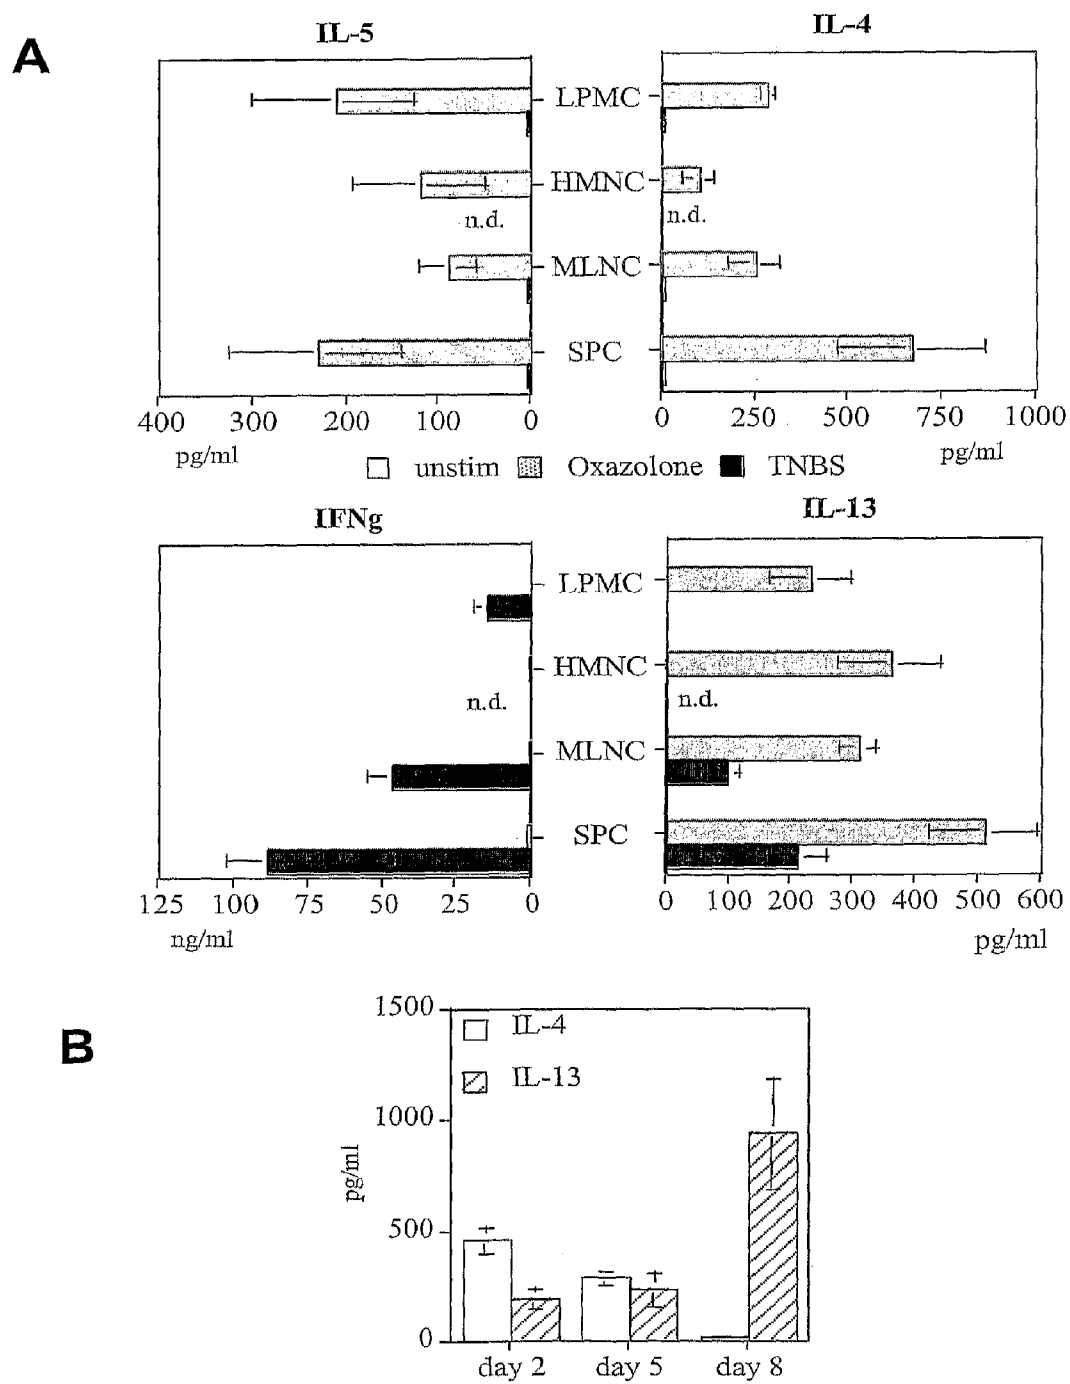 A
IL-5
IL-4
LPMC
HMNC
n.d.
n.d.
MLNC
SPC
400 300 200 100 0
0 250 500 750 1000
pg/ml
pg/ml
unstim Oxazolone TNBS
IFNg
IL-13
LPMC
HMNC
n.d.
n.d.
MLNC
SPC
125 100 75 50 25 0
0 100 200 300 400 500 600
ng/ml
pg/ml
B
1500
IL-4
IL-13
1000
pg/ml
500
0
day 2 day 5 day 8